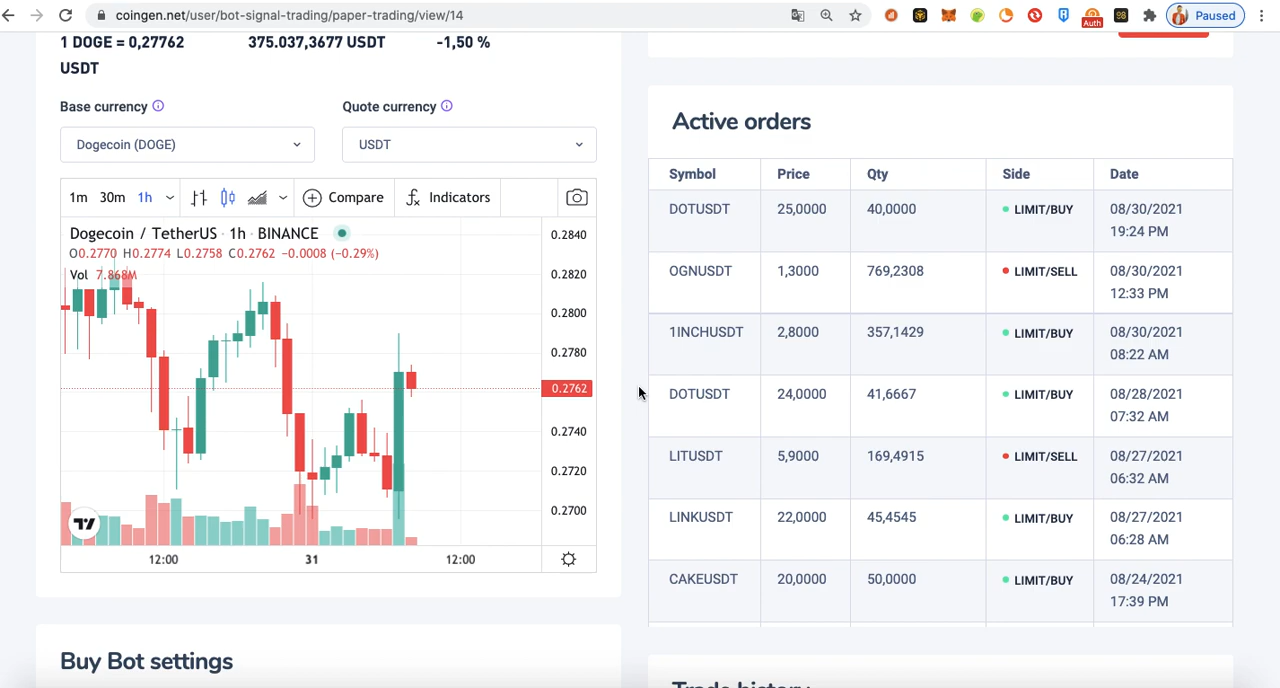 coingen.net/user/bot-signal-trading/paper-trading/view/14
Auth
98
Paused
1 DOGE = 0,27762
USDT
375.037,3677 USDT
-1,50 %
Base currency
Quote currency
Dogecoin (DOGE)
USDT
1m 30m 1h
Compare
Indicators
Dogecoin / TetherUS · 1h · BINANCE
O0.2770 H0.2774 L0.2758 C0.2762 −0.0008 (−0.29%)
Vol 7.868M
0.2840
0.2820
0.2800
0.2780
0.2762
0.2740
0.2720
0.2700
12:00 31 12:00
Buy Bot settings
Active orders
Symbol Price Qty Side Date
DOTUSDT 25,0000 40,0000 LIMIT/BUY 08/30/2021
19:24 PM
OGNUSDT 1,3000 769,2308 LIMIT/SELL 08/30/2021
12:33 PM
1INCHUSDT 2,8000 357,1429 LIMIT/BUY 08/30/2021
08:22 AM
DOTUSDT 24,0000 41,6667 LIMIT/BUY 08/28/2021
07:32 AM
LITUSDT 5,9000 169,4915 LIMIT/SELL 08/27/2021
06:32 AM
LINKUSDT 22,0000 45,4545 LIMIT/BUY 08/27/2021
06:28 AM
CAKEUSDT 20,0000 50,0000 LIMIT/BUY 08/24/2021
17:39 PM
Trade history